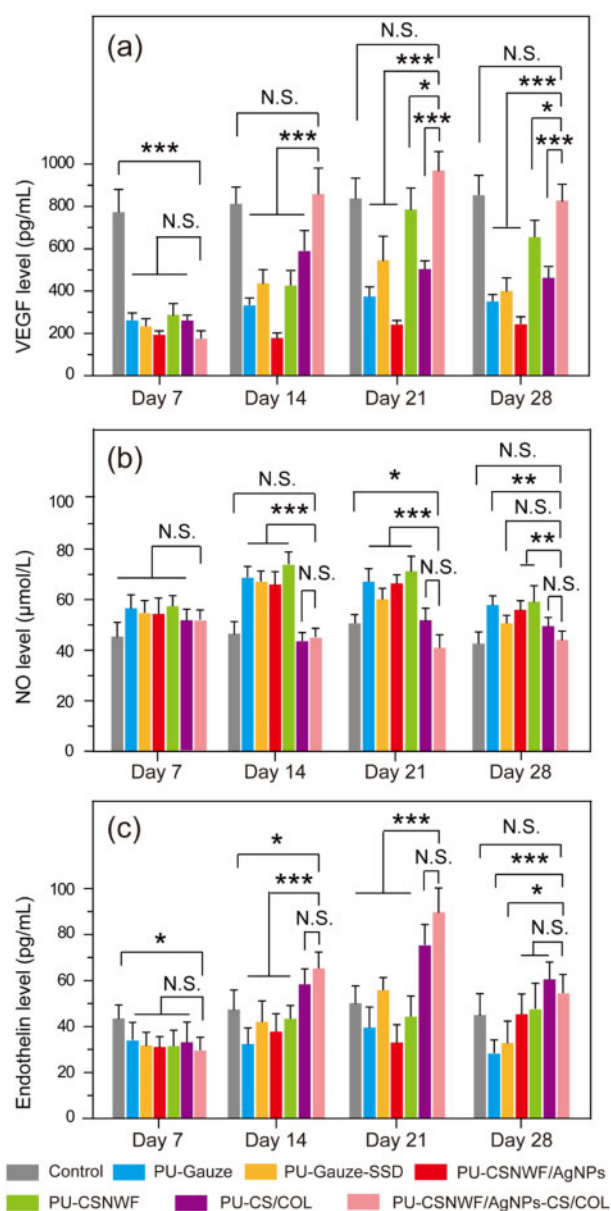 (a)
N.S.
***
N.S.
***
*
***
N.S.
***
*
***
N.S.
***
N.S.
VEGF level (pg/mL)
1000
800
600
400
200
0
Day 7 Day 14 Day 21 Day 28
(b)
N.S.
**
N.S.
**
N.S.
*
***
N.S.
N.S.
***
N.S.
N.S.
NO level (μmol/L)
100
80
60
40
20
0
Day 7 Day 14 Day 21 Day 28
(c)
***
N.S.
N.S.
***
*
N.S.
*
***
N.S.
*
N.S.
Endothelin level (pg/mL)
100
80
60
40
20
0
Day 7 Day 14 Day 21 Day 28
Control PU-Gauze PU-Gauze-SSD PU-CSNWF/AgNPs
PU-CSNWF PU-CS/COL PU-CSNWF/AgNPs-CS/COL